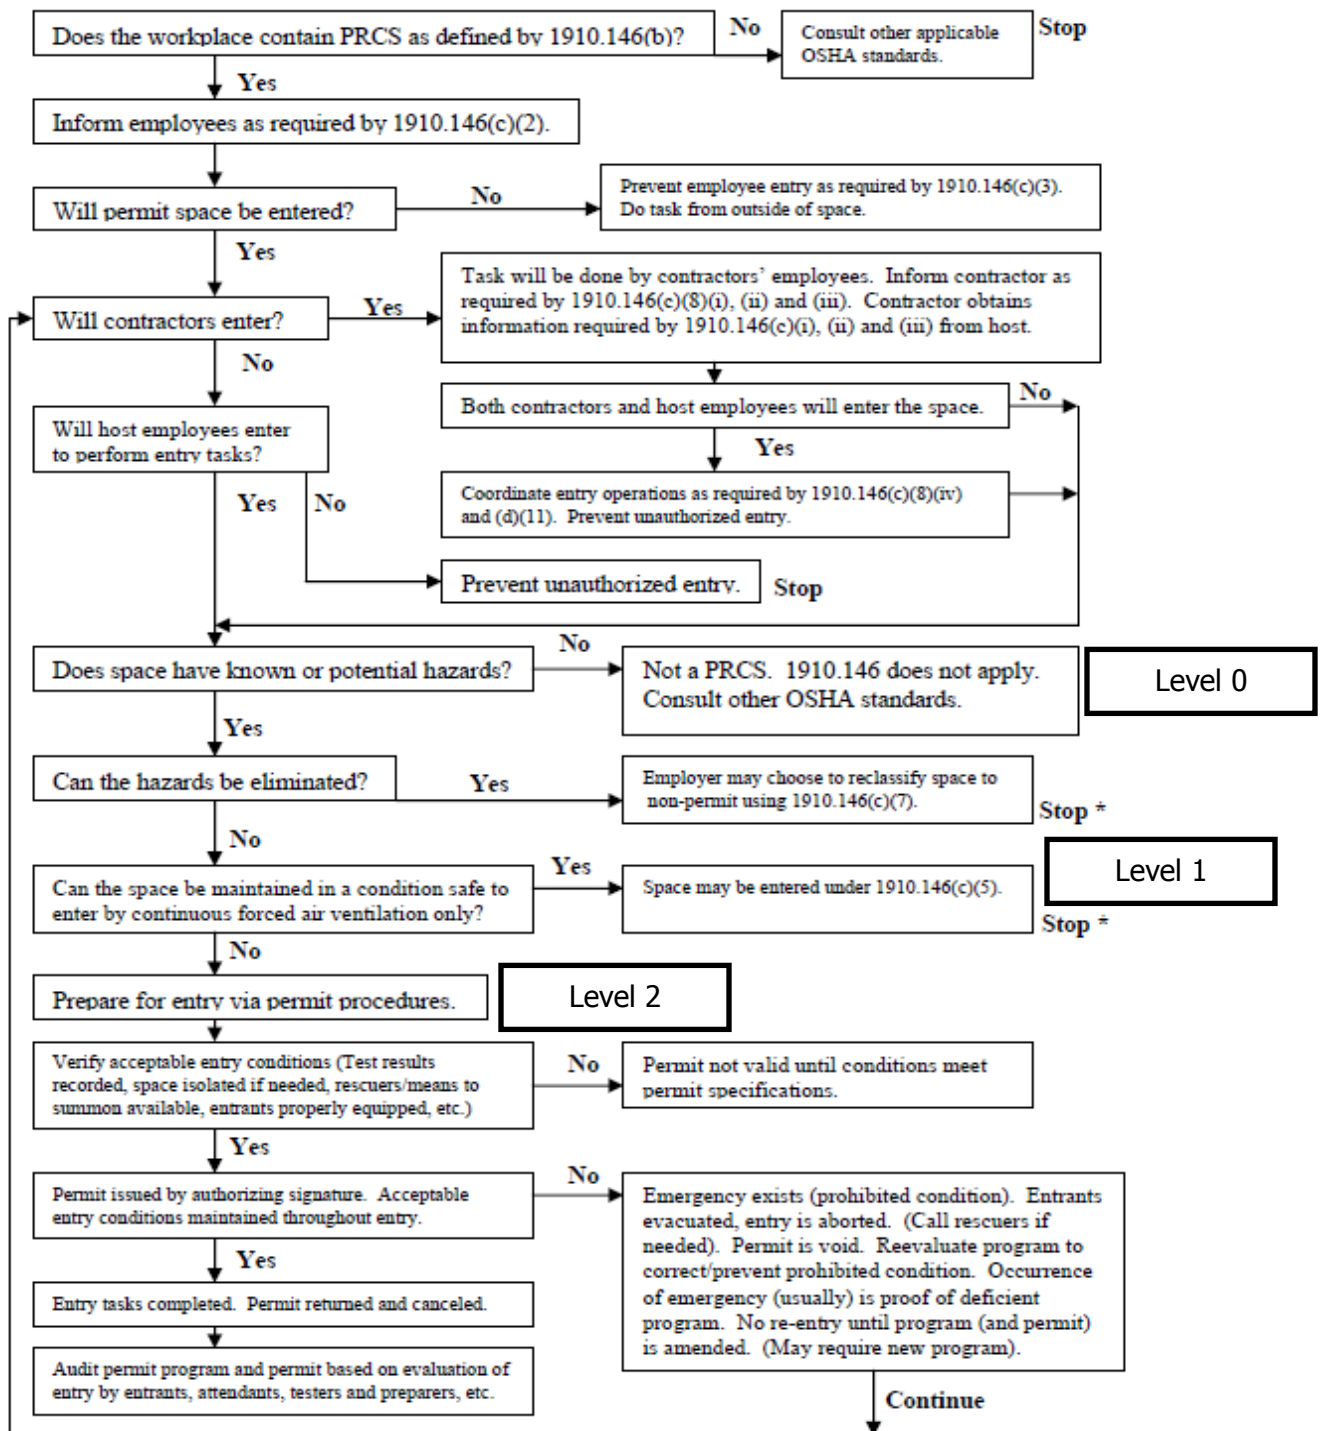 Does the workplace contain PRCS as defined by 1910.146(b)?
No
Consult other applicable
OSHA standards.
Stop
Yes
Inform employees as required by 1910.146(c)(2).
Will permit space be entered?
No
Prevent employee entry as required by 1910.146(c)(3).
Do task from outside of space.
Yes
Will contractors enter?
Yes
Task will be done by contractors’ employees. Inform contractor as
required by 1910.146(c)(8)(i), (ii) and (iii). Contractor obtains
information required by 1910.146(c)(i), (ii) and (iii) from host.
No
Both contractors and host employees will enter the space.
No
Will host employees enter
to perform entry tasks?
Yes
Yes
No
Coordinate entry operations as required by 1910.146(c)(8)(iv)
and (d)(11). Prevent unauthorized entry.
Prevent unauthorized entry.
Stop
Does space have known or potential hazards?
No
Not a PRCS. 1910.146 does not apply.
Consult other OSHA standards.
Level 0
Yes
Can the hazards be eliminated?
Yes
Employer may choose to reclassify space to
non-permit using 1910.146(c)(7).
Stop *
No
Can the space be maintained in a condition safe to
enter by continuous forced air ventilation only?
Yes
Space may be entered under 1910.146(c)(5).
Level 1
Stop *
No
Prepare for entry via permit procedures.
Level 2
Verify acceptable entry conditions (Test results
recorded, space isolated if needed, rescuers/means to
summon available, entrants properly equipped, etc.)
No
Permit not valid until conditions meet
permit specifications.
Yes
Permit issued by authorizing signature. Acceptable
entry conditions maintained throughout entry.
No
Emergency exists (prohibited condition). Entrants
evacuated, entry is aborted. (Call rescuers if
needed). Permit is void. Reevaluate program to
correct/prevent prohibited condition. Occurrence
of emergency (usually) is proof of deficient
program. No re-entry until program (and permit)
is amended. (May require new program).
Yes
Entry tasks completed. Permit returned and canceled.
Audit permit program and permit based on evaluation of
entry by entrants, attendants, testers and preparers, etc.
Continue